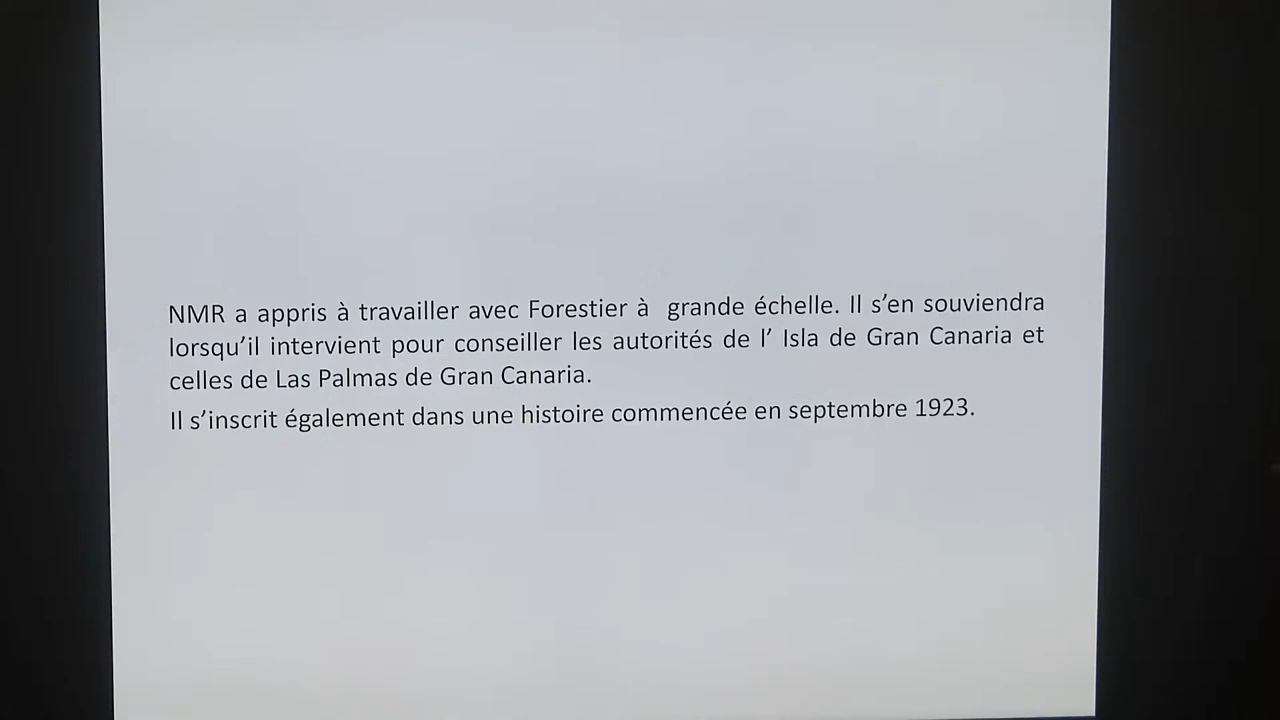 NMR a appris à travailler avec Forestier à  grande échelle. Il s’en souviendra
lorsqu’il intervient pour conseiller les autorités de l’ Isla de Gran Canaria et
celles de Las Palmas de Gran Canaria.
Il s’inscrit également dans une histoire commencée en septembre 1923.